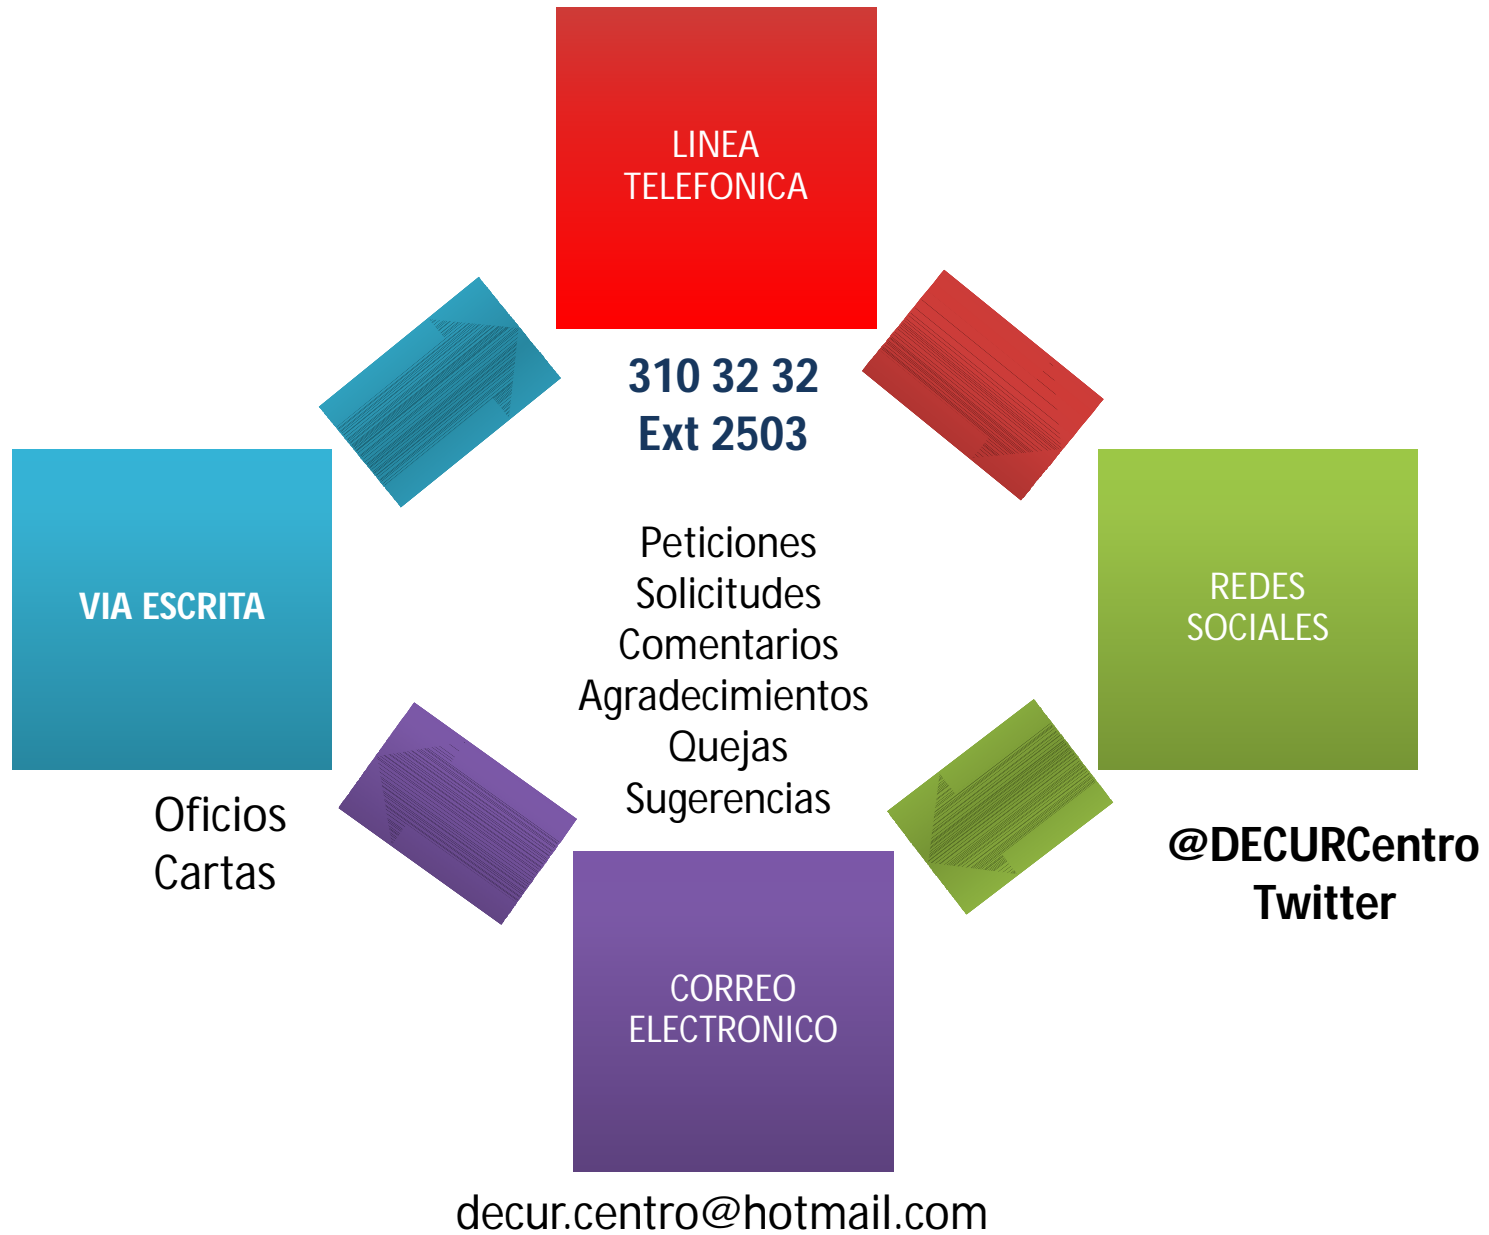 LINEA
TELEFONICA
310 32 32
Ext 2503
VIA ESCRITA
Oficios
Cartas
Peticiones
Solicitudes
Comentarios
Agradecimientos
Quejas
Sugerencias
REDES
SOCIALES
@DECURCentro
Twitter
CORREO
ELECTRONICO
decur.centro@hotmail.com